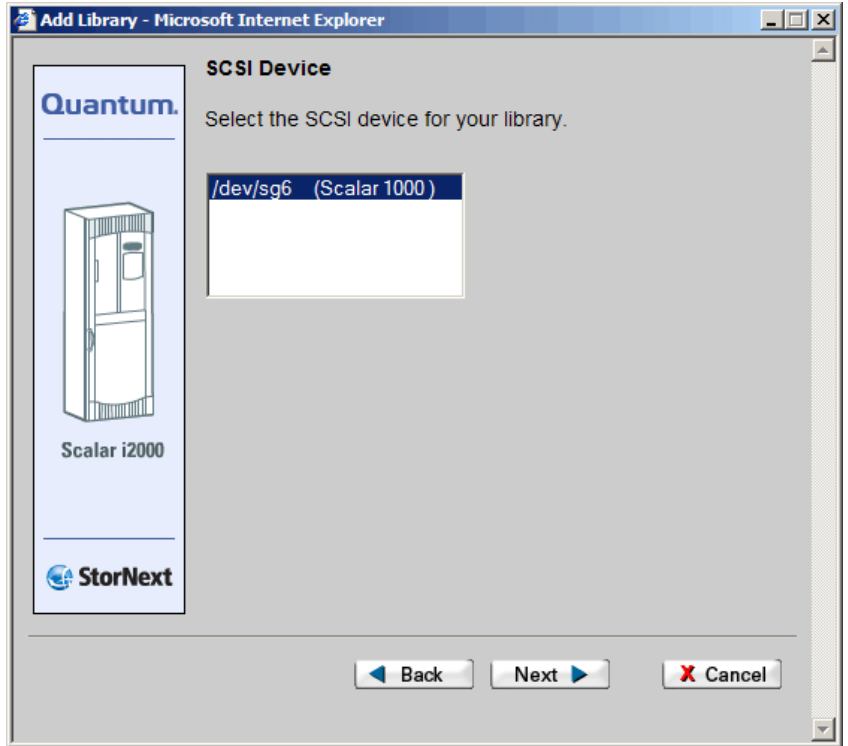 Add Library - Microsoft Internet Explorer
SCSI Device
Quantum.
Select the SCSI device for your library.
/dev/sg6 (Scalar 1000 )
Scalar i2000
StorNext
Back
Next
X Cancel